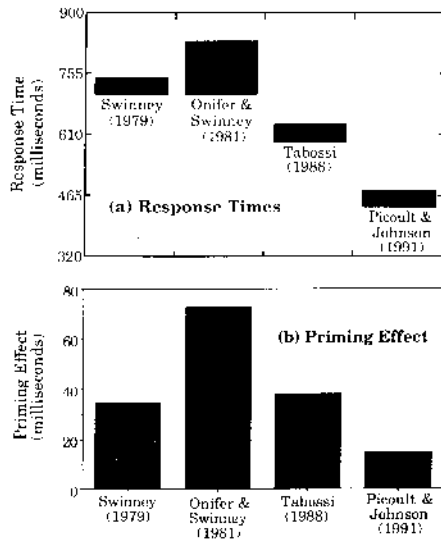 900
755
610
465
320
Response Time
(milliseconds)
Swinney
(1979)
Onifer &
Swinney
(1981)
Tabossi
(1988)
Picoult &
Johnson
(1991)
(a) Response Times
80
60
40
20
0
Priming Effect
(milliseconds)
(b) Priming Effect
Swinney
(1979)
Onifer &
Swinney
(1981)
Tabossi
(1988)
Picoult &
Johnson
(1991)